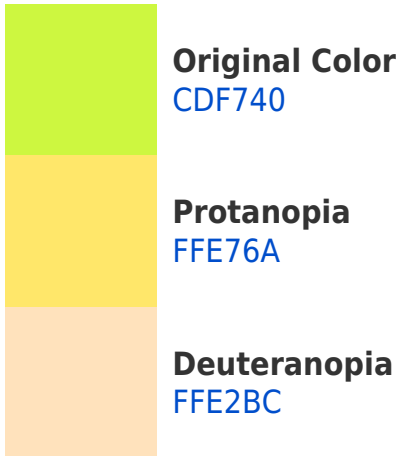 Original Color
CDF740
Protanopia
FFE76A
Deuteranopia
FFE2BC